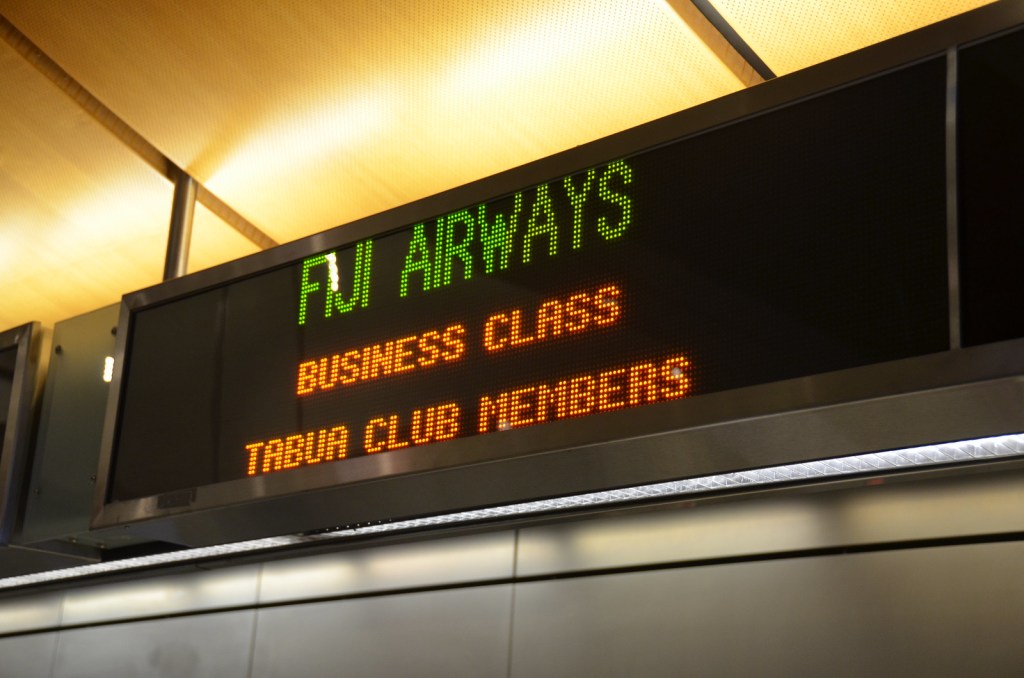 FIJI AIRWAYS
BUSINESS CLASS
TABUA CLUB MEMBERS